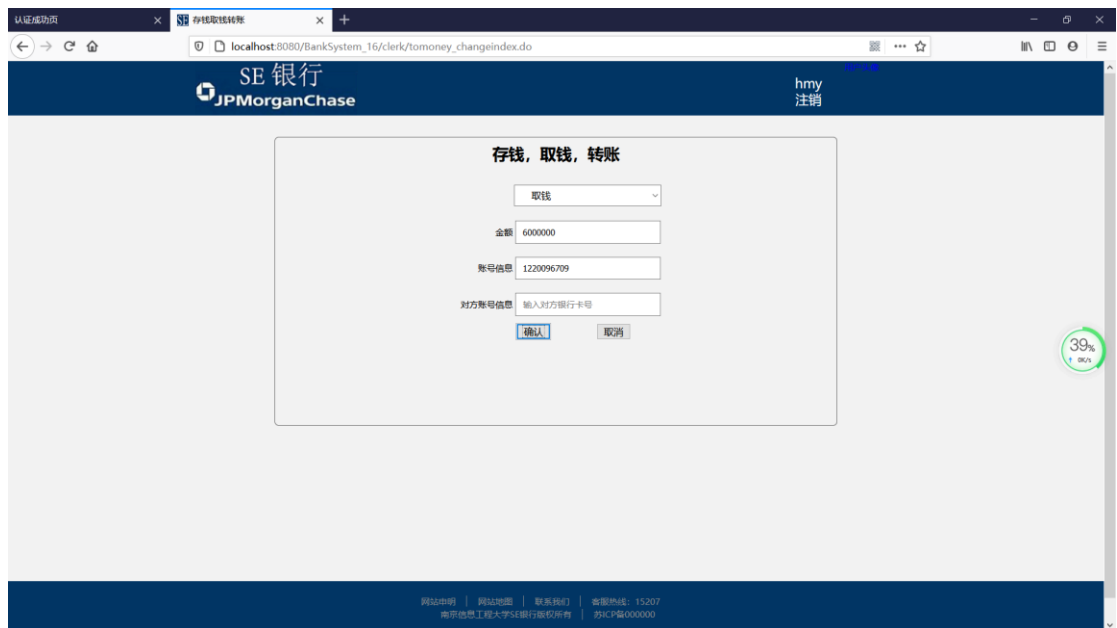 认证成功页
SE 存钱取钱转账
localhost:8080/BankSystem_16/clerk/tomoney_changeindex.do
SE 银行
JPMorganChase
hmy
注销
存钱，取钱，转账
取钱
金额 6000000
账号信息 1220096709
对方账号信息 输入对方银行卡号
确认 取消
39%
0K/s
网站申明 | 网站地图 | 联系我们 | 客服热线：15207
南京信息工程大学SE银行版权所有 | 苏ICP备000000